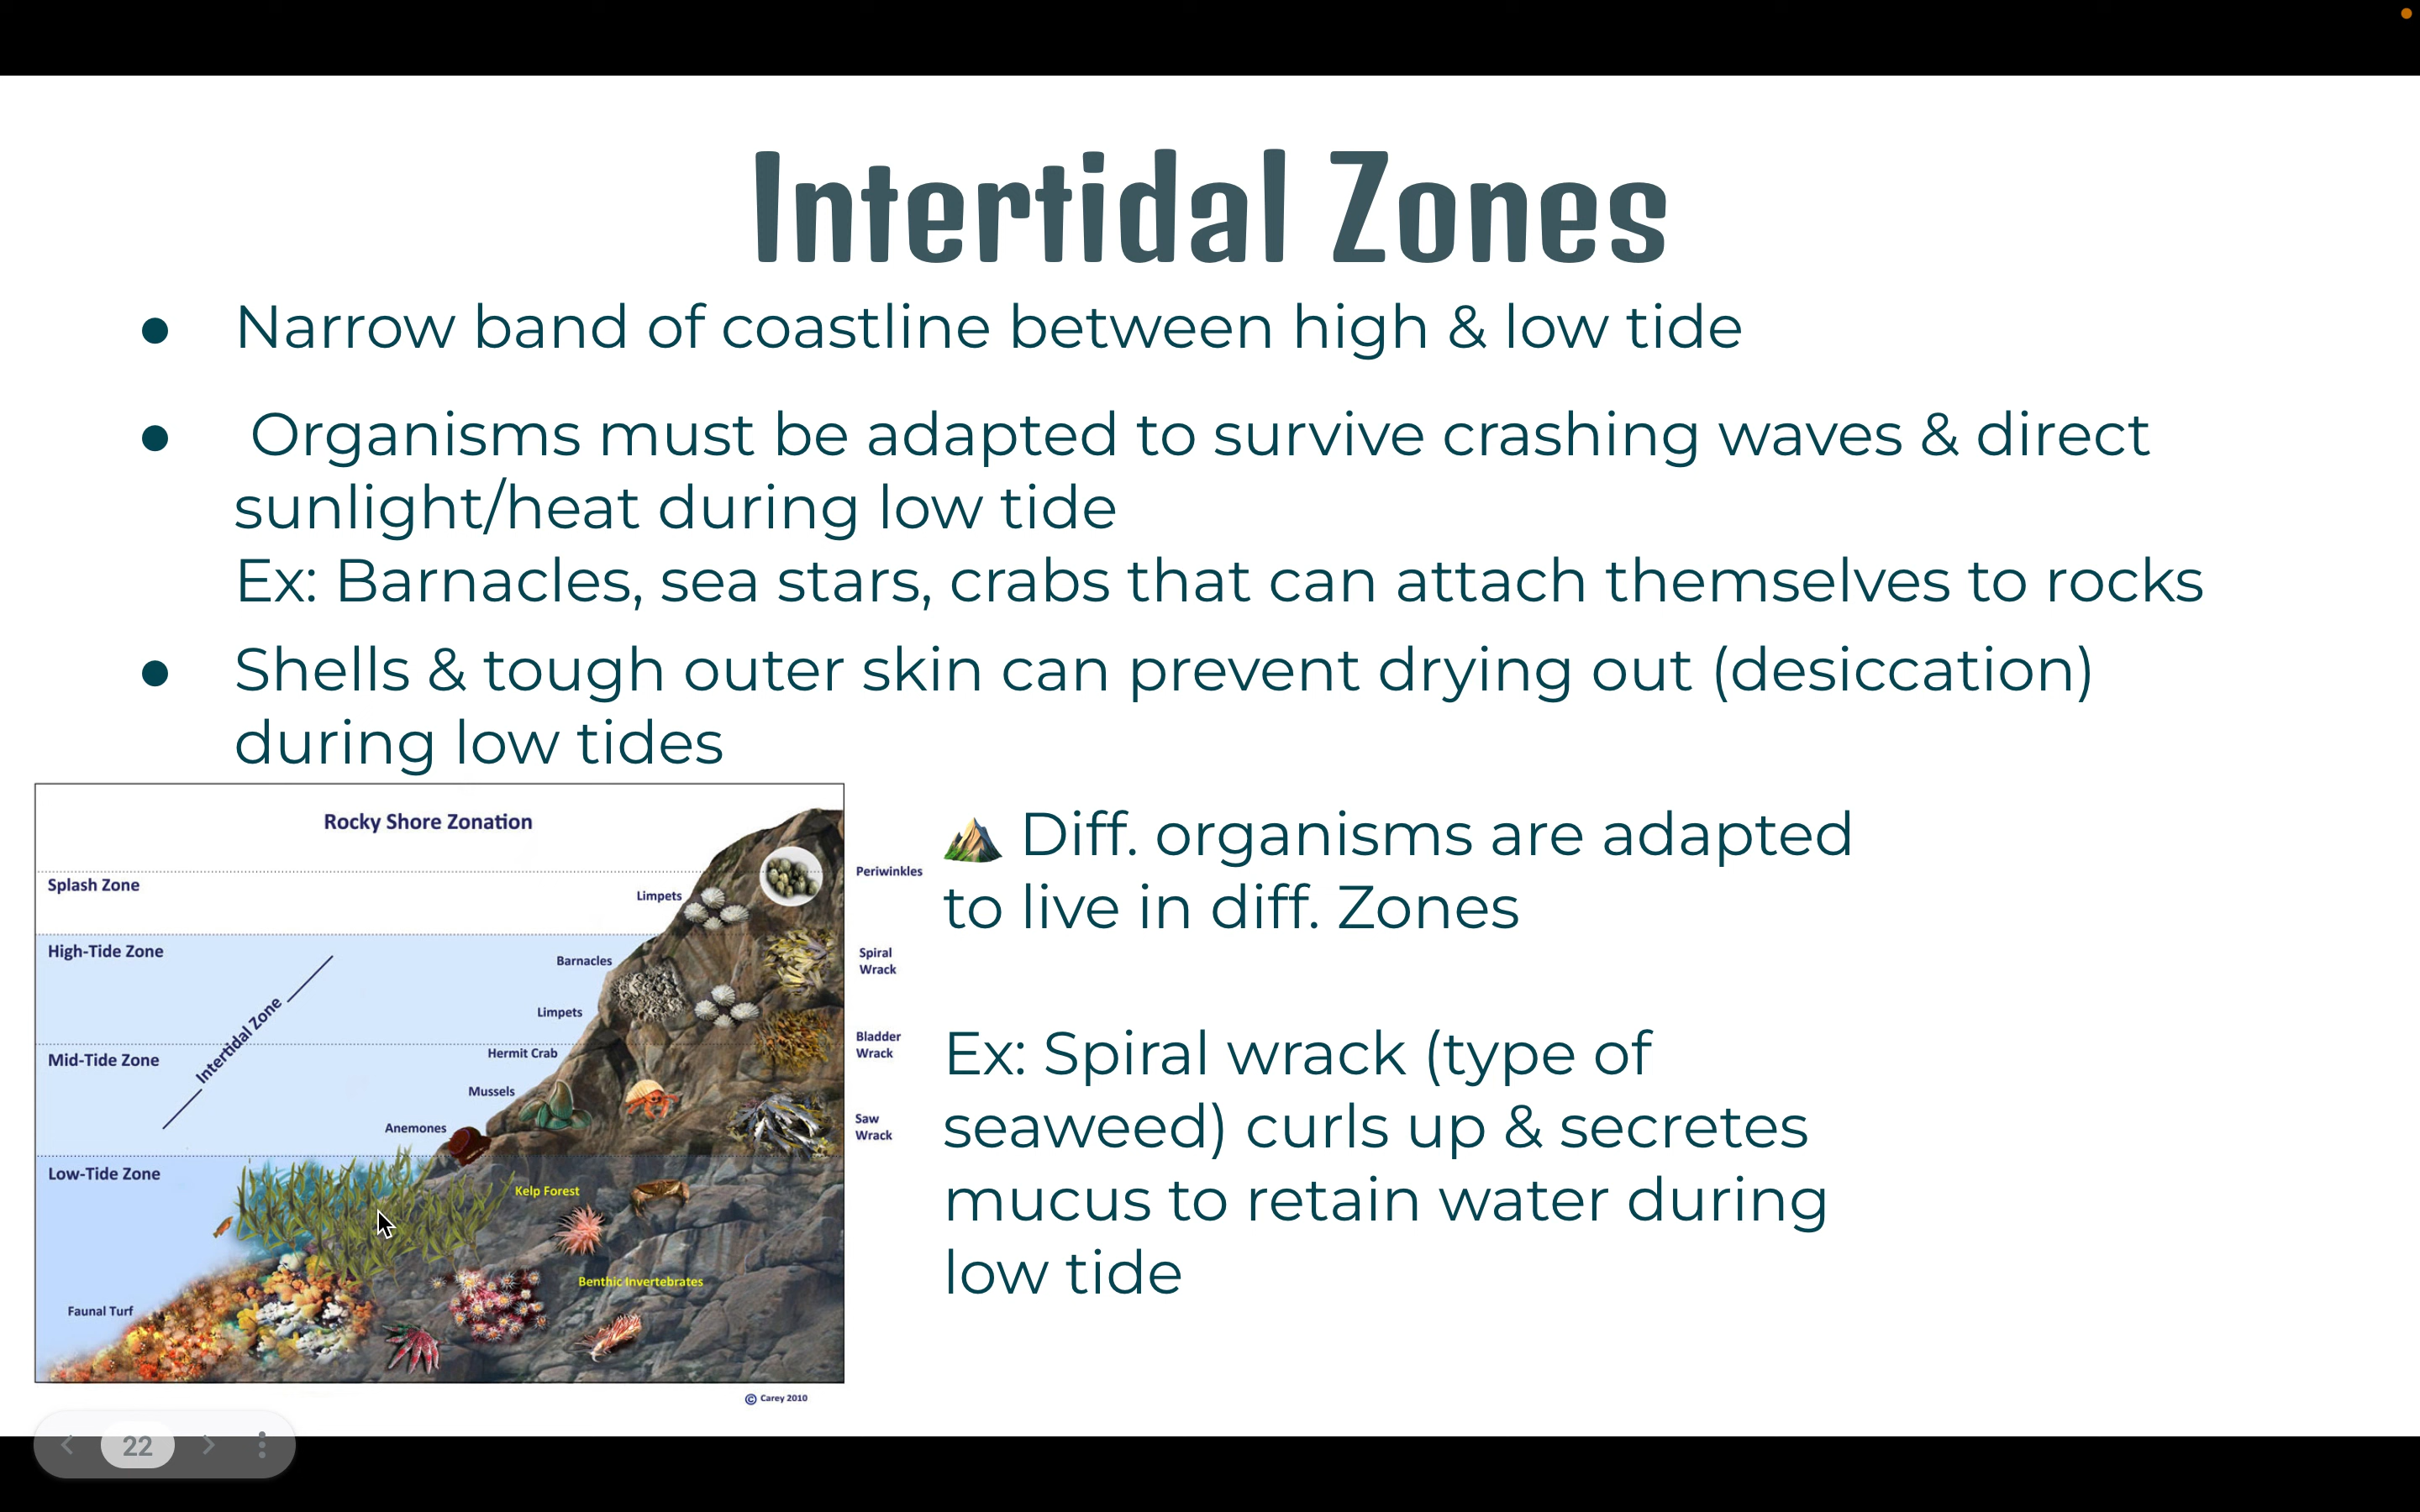 Intertidal Zones
● Narrow band of coastline between high & low tide
● Organisms must be adapted to survive crashing waves & direct
sunlight/heat during low tide
Ex: Barnacles, sea stars, crabs that can attach themselves to rocks
● Shells & tough outer skin can prevent drying out (desiccation)
during low tides
Rocky Shore Zonation
Splash Zone
Limpets
Periwinkles
High-Tide Zone
Barnacles
Spiral
Wrack
Intertidal Zone
Limpets
Mid-Tide Zone
Hermit Crab
Bladder
Wrack
Mussels
Anemones
Saw
Wrack
Low-Tide Zone
Kelp Forest
Benthic Invertebrates
Faunal Turf
© Carey 2010
⛰️ Diff. organisms are adapted
to live in diff. Zones
Ex: Spiral wrack (type of
seaweed) curls up & secretes
mucus to retain water during
low tide
22